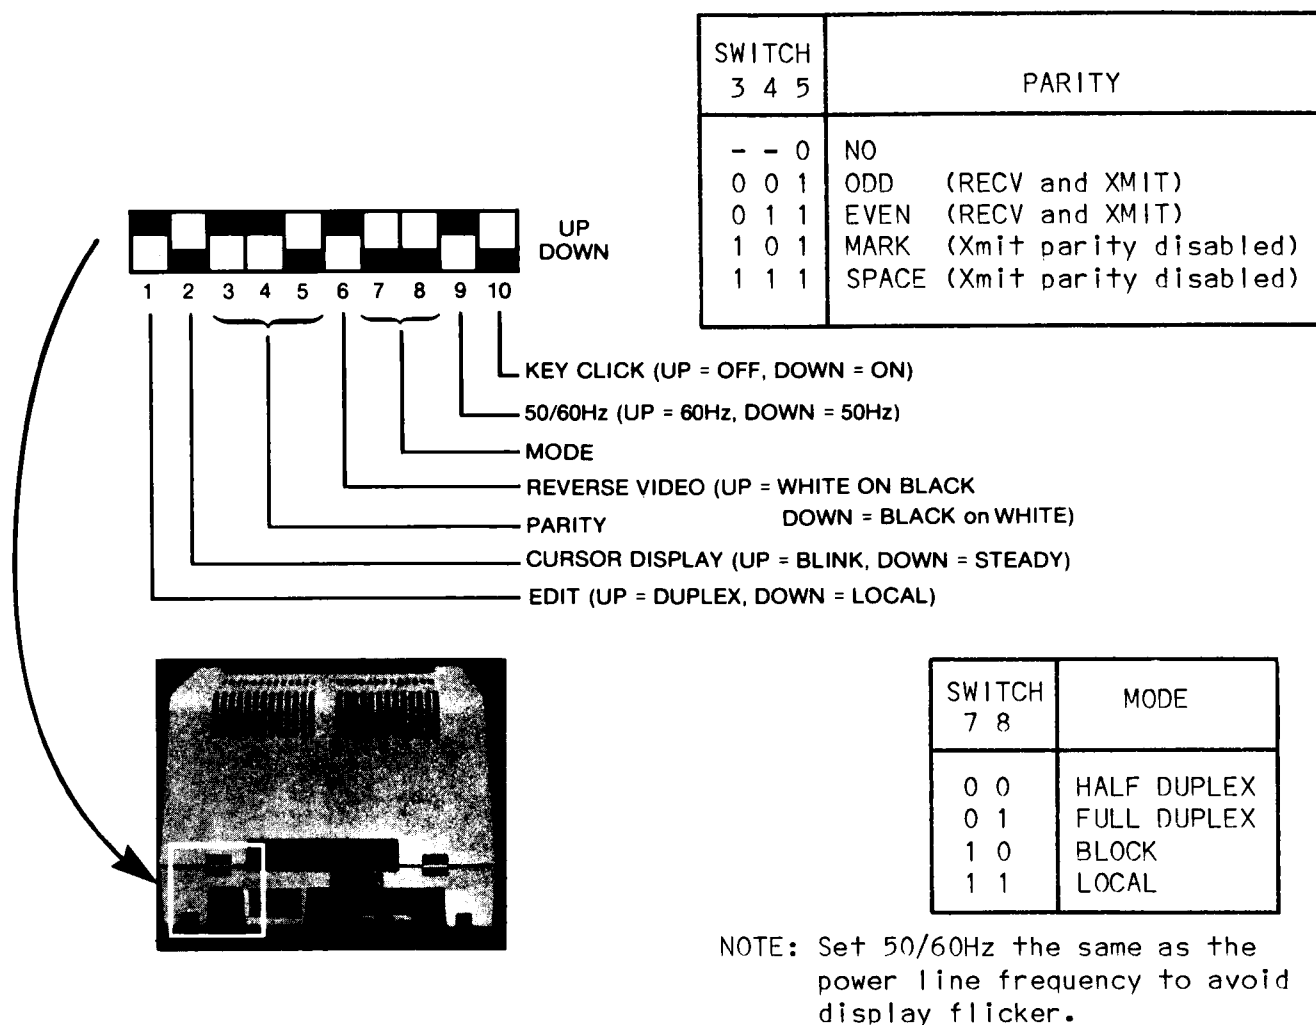 SWITCH
3 4 5
PARITY
- - 0 NO
0 0 1 ODD (RECV and XMIT)
0 1 1 EVEN (RECV and XMIT)
1 0 1 MARK (Xmit parity disabled)
1 1 1 SPACE (Xmit parity disabled)
UP
DOWN
1 2 3 4 5 6 7 8 9 10
KEY CLICK (UP = OFF, DOWN = ON)
50/60Hz (UP = 60Hz, DOWN = 50Hz)
MODE
REVERSE VIDEO (UP = WHITE ON BLACK
DOWN = BLACK on WHITE)
PARITY
CURSOR DISPLAY (UP = BLINK, DOWN = STEADY)
EDIT (UP = DUPLEX, DOWN = LOCAL)
SWITCH
7 8
MODE
0 0 HALF DUPLEX
0 1 FULL DUPLEX
1 0 BLOCK
1 1 LOCAL
NOTE: Set 50/60Hz the same as the
power line frequency to avoid
display flicker.